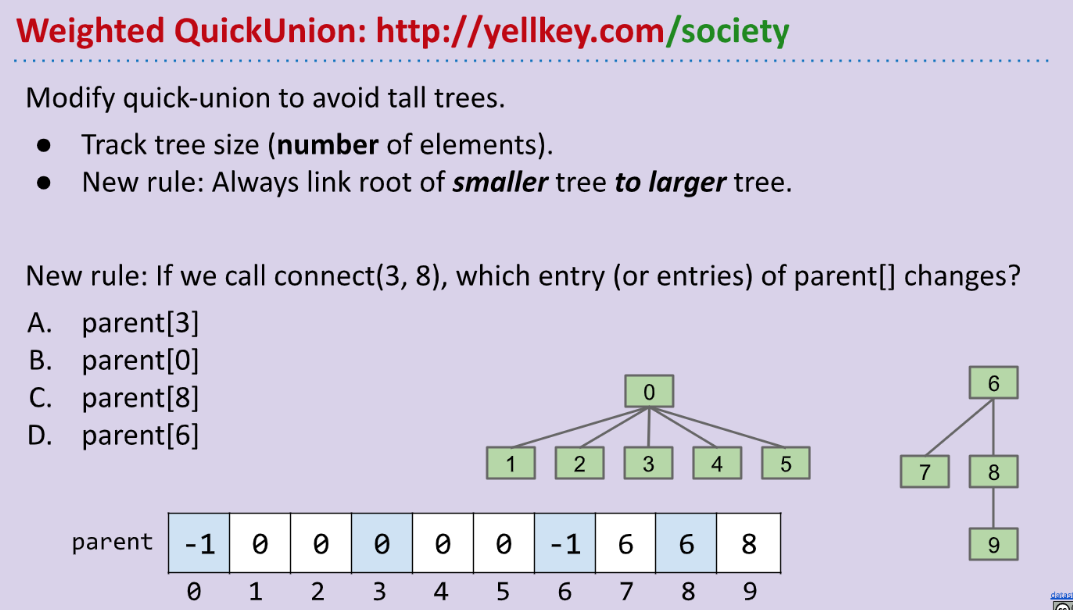 Weighted QuickUnion: http://yellkey.com/society
Modify quick-union to avoid tall trees.
● Track tree size (number of elements).
● New rule: Always link root of smaller tree to larger tree.
New rule: If we call connect(3, 8), which entry (or entries) of parent[] changes?
A. parent[3]
B. parent[0]
C. parent[8]
D. parent[6]
0
1 2 3 4 5
6
7 8
9
parent -1 0 0 0 0 0 -1 6 6 8
0 1 2 3 4 5 6 7 8 9